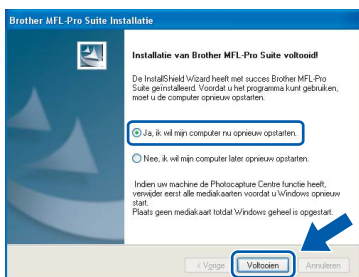 Brother MFL-Pro Suite Installatie
Installatie van Brother MFL-Pro Suite voltooid!
De InstallShield Wizard heeft met succes Brother MFL-Pro
Suite geïnstalleerd. Voordat u het programma kunt gebruiken,
moet u de computer opnieuw opstarten.
Ja, ik wil mijn computer nu opnieuw opstarten.
Nee, ik wil mijn computer later opnieuw opstarten.
Indien uw machine de Photocapture Centre functie heeft,
verwijder eerst alle mediakaarten voordat u Windows opnieuw
start.
Plaats geen mediakaart totdat Windows geheel is opgestart.
< Vorige
Voltooien
Annuleren